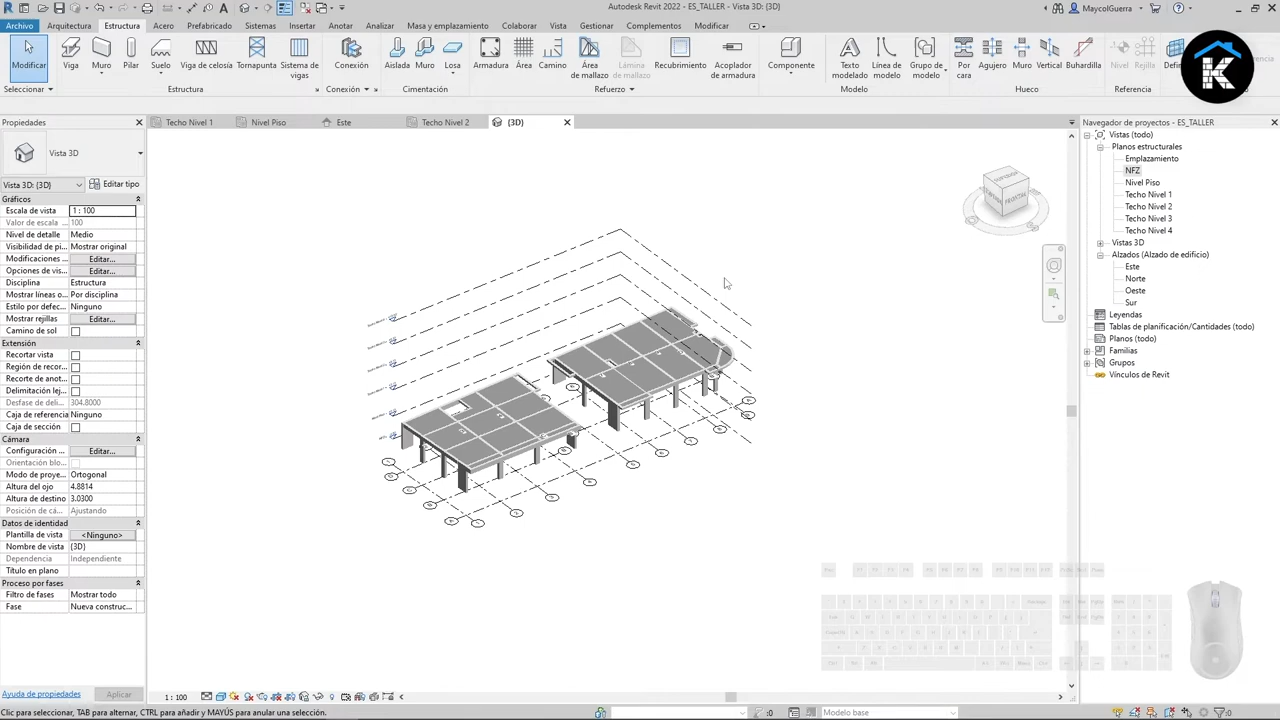 Autodesk Revit 2022 - ES_TALLER - Vista 3D: {3D}
MaycolGuerra
Archivo
Arquitectura
Estructura
Acero
Prefabricado
Sistemas
Insertar
Anotar
Analizar
Masa y emplazamiento
Colaborar
Vista
Gestionar
Complementos
Modificar
Modificar
Viga
Muro
Pilar
Suelo
Viga de celosía
Tornapunta
Sistema de vigas
Conexión
Aislada
Muro
Losa
Armadura
Área
Camino
Área de mallazo
Lámina de mallazo
Recubrimiento
Acoplador de armadura
Componente
Texto modelado
Línea de modelo
Grupo de modelo
Por cara
Agujero
Muro
Vertical
Buhardilla
Nivel
Rejilla
Seleccionar
Estructura
Conexión
Cimentación
Refuerzo
Modelo
Hueco
Referencia
K
Propiedades
Techo Nivel 1
Nivel Piso
Este
Techo Nivel 2
{3D}
Vista 3D
Vista 3D: {3D}
Editar tipo
Gráficos
Escala de vista 1 : 100
Valor de escala ... 100
Nivel de detalle Medio
Visibilidad de pi... Mostrar original
Modificaciones ... Editar...
Opciones de vis... Editar...
Disciplina Estructura
Mostrar líneas o... Por disciplina
Estilo por defec... Ninguno
Mostrar rejillas Editar...
Camino de sol
Extensión
Recortar vista
Región de recor...
Recorte de anot...
Delimitación lej...
Desfase de deli... 304.8000
Caja de referencia Ninguno
Caja de sección
Cámara
Configuración ... Editar...
Orientación blo...
Modo de proye... Ortogonal
Altura del ojo 4.8814
Altura de destino 3.0300
Posición de cá... Ajustando
Datos de identidad
Plantilla de vista <Ninguno>
Nombre de vista {3D}
Dependencia Independiente
Título en plano
Proceso por fases
Filtro de fases Mostrar todo
Fase Nueva construc...
Ayuda de propiedades
Aplicar
Navegador de proyectos - ES_TALLER
Vistas (todo)
Planos estructurales
Emplazamiento
NFZ
Nivel Piso
Techo Nivel 1
Techo Nivel 2
Techo Nivel 3
Techo Nivel 4
Vistas 3D
Alzados (Alzado de edificio)
Este
Norte
Oeste
Sur
Leyendas
Tablas de planificación/Cantidades (todo)
Planos (todo)
Familias
Grupos
Vínculos de Revit
1 : 100
Clic para seleccionar, TAB para alternar, CTRL para añadir y MAYÚS para anular una selección.
:0
Modelo base
:0